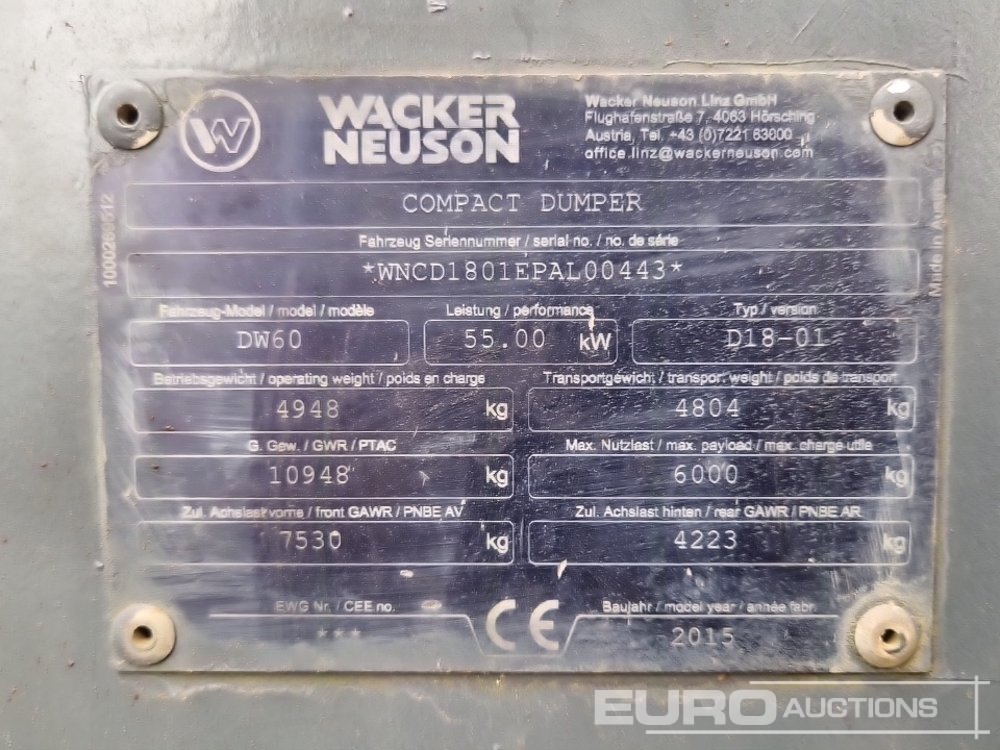 WACKER
NEUSON
Wacker Neuson Linz GmbH
Flughafenstraße 7, 4063 Hörsching
Austria, Tel. +43 (0)7221 63000
office.linz@wackerneuson.com
COMPACT DUMPER
Fahrzeug Seriennummer / serial no. / no. de série
*WNCD1801EPAL00443*
Fahrzeug-Model / model / modèle Leistung / performance Typ / version
DW60 55.00 kW D18-01
Betriebsgewicht / operating weight / poids en charge Transportgewicht / transpor. weight / poids de transport
4948 kg 4804 kg
G. Gew. / GWR / PTAC Max. Nutzlast / max. payload / max. charge utile
10948 kg 6000 kg
Zul. Achslast vorne / front GAWR / PNBE AV Zul. Achslast hinten / rear GAWR / PNBE AR
7530 kg 4223 kg
EWG Nr. / CEE no. CE Baujahr / model year / année fabr.
*** 2015
Made in
EURO AUCTIONS